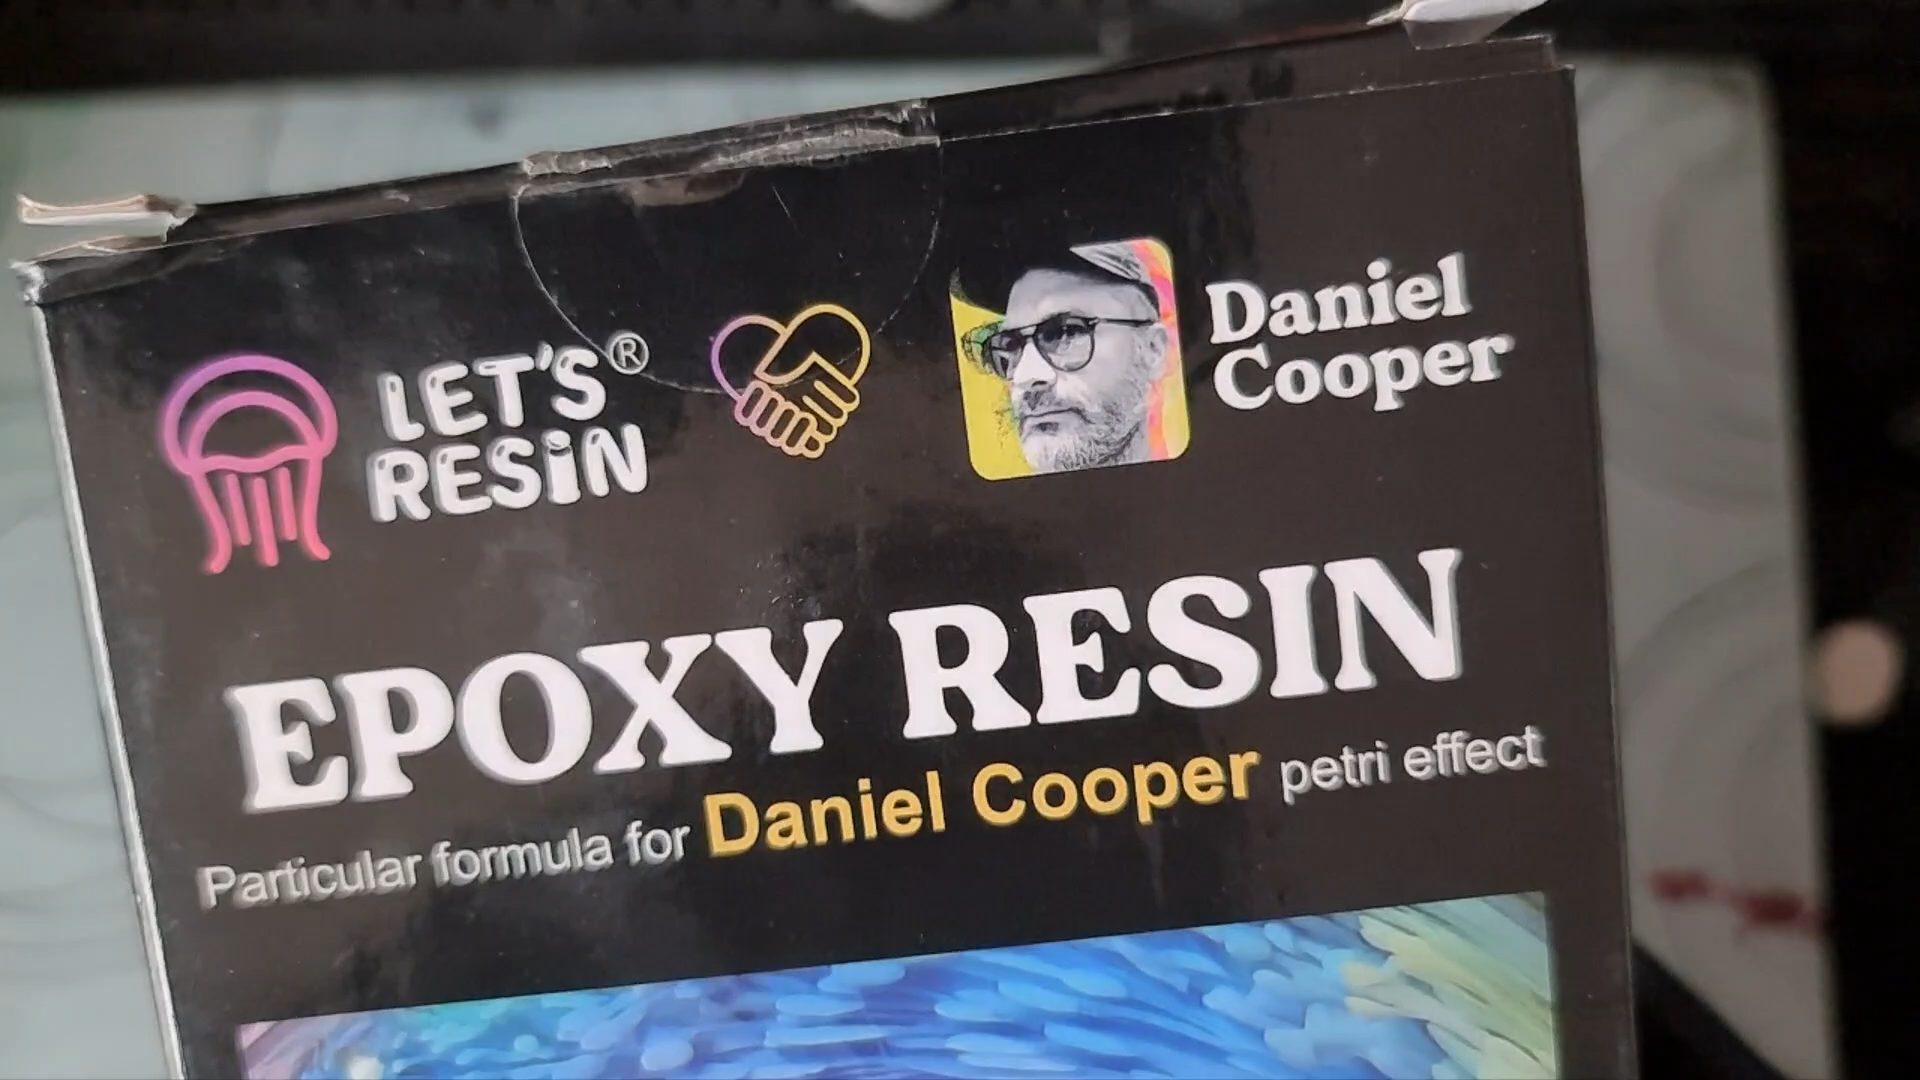 LET'S®
RESIN
Daniel
Cooper
EPOXY RESIN
Particular formula for Daniel Cooper petri effect